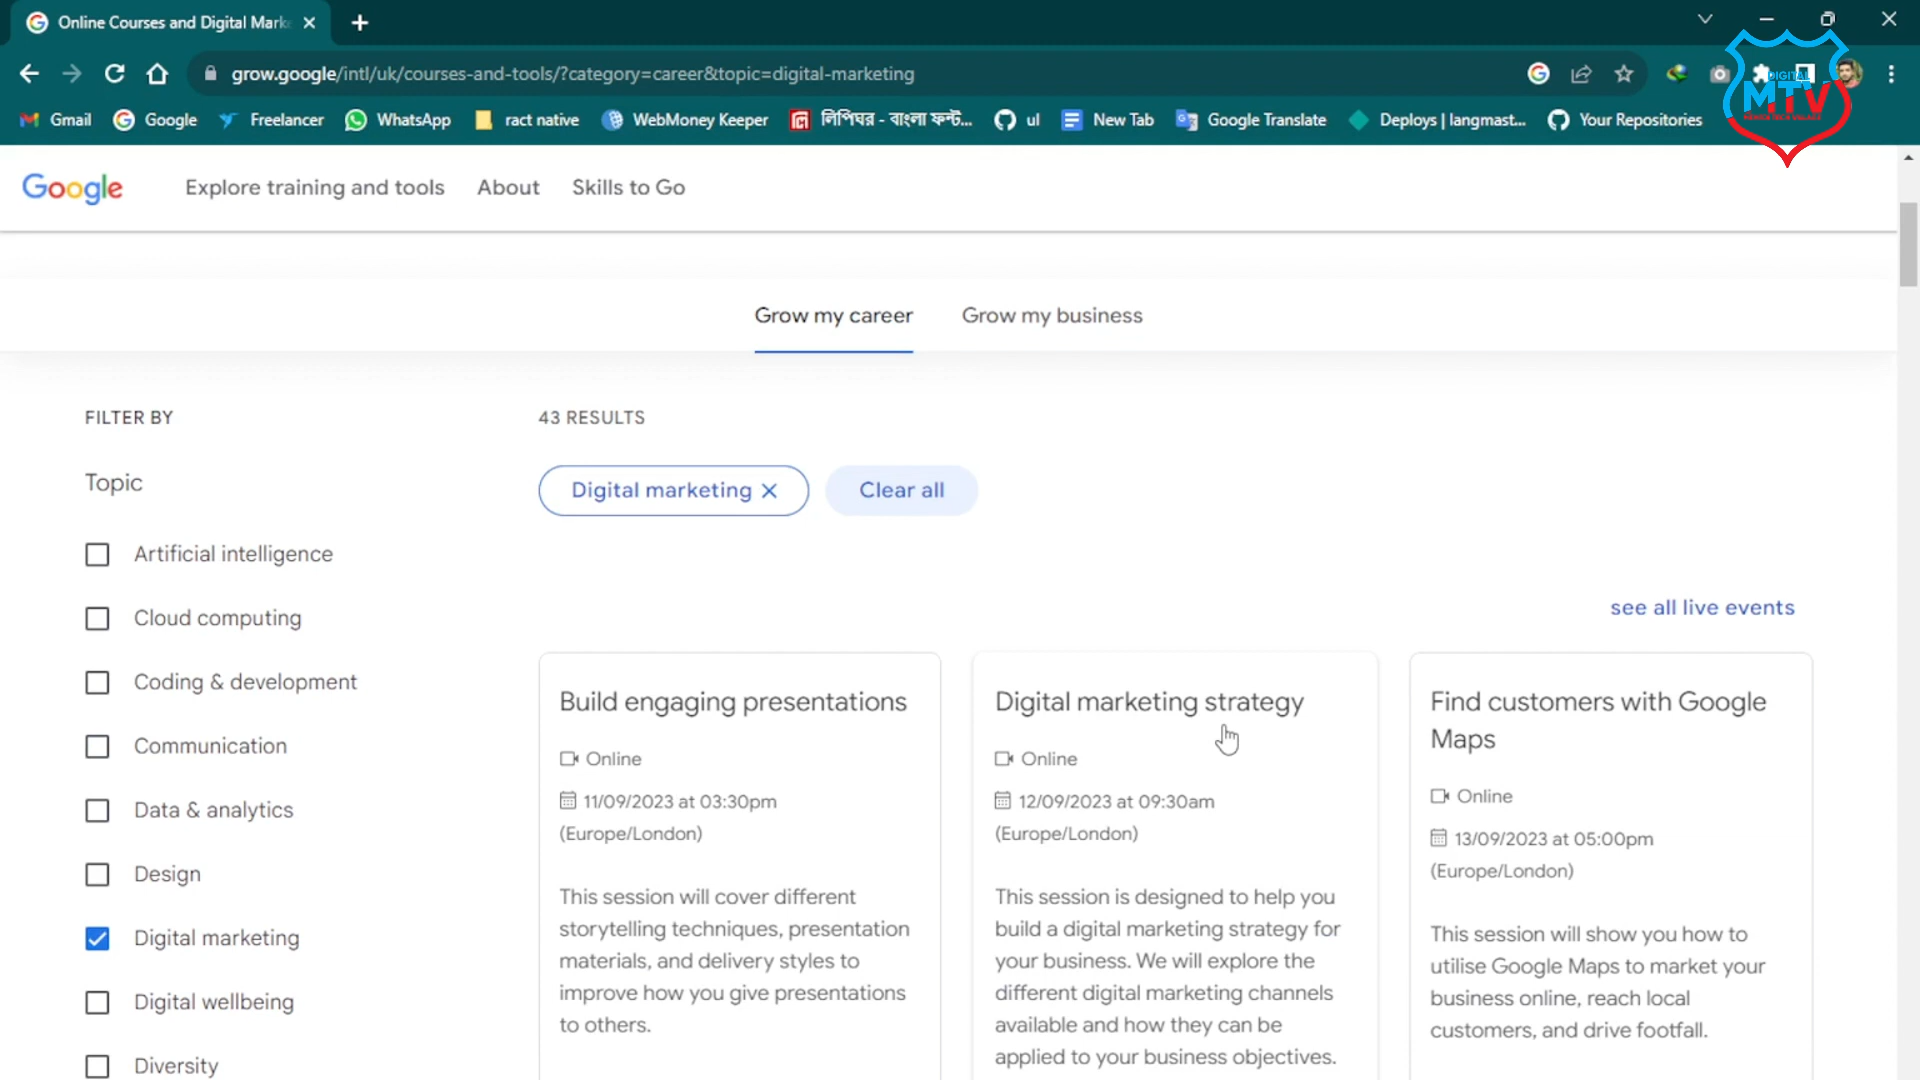 Online Courses and Digital Mark
grow.google/intl/uk/courses-and-tools/?category=career&topic=digital-marketing
DIGITAL
MTV
Gmail
Google
Freelancer
WhatsApp
ract native
WebMoney Keeper
লিপিঘর - বাংলা ফন্ট...
ul
New Tab
Google Translate
Deploys | langmast...
Your Repositories
Google
Explore training and tools
About
Skills to Go
Grow my career
Grow my business
FILTER BY
Topic
Artificial intelligence
Cloud computing
Coding & development
Communication
Data & analytics
Design
Digital marketing
Digital wellbeing
Diversity
43 RESULTS
Digital marketing
Clear all
see all live events
Build engaging presentations
Online
11/09/2023 at 03:30pm
(Europe/London)
This session will cover different
storytelling techniques, presentation
materials, and delivery styles to
improve how you give presentations
to others.
Digital marketing strategy
Online
12/09/2023 at 09:30am
(Europe/London)
This session is designed to help you
build a digital marketing strategy for
your business. We will explore the
different digital marketing channels
available and how they can be
applied to your business objectives.
Find customers with Google
Maps
Online
13/09/2023 at 05:00pm
(Europe/London)
This session will show you how to
utilise Google Maps to market your
business online, reach local
customers, and drive footfall.